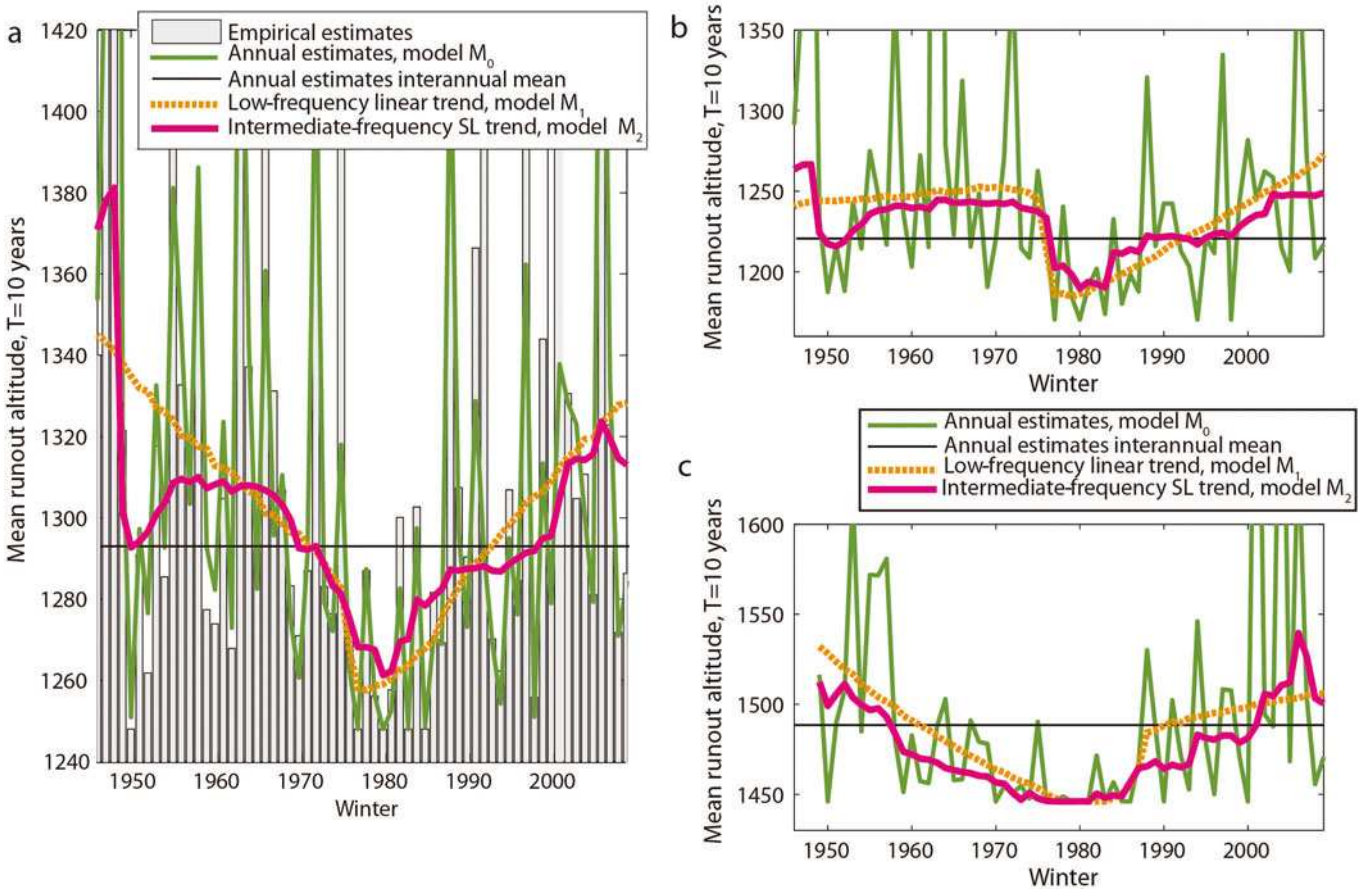 a
1420
1400
1380
1360
1340
1320
1300
1280
1260
1240
Mean runout altitude, T=10 years
Empirical estimates
Annual estimates, model M0
Annual estimates interannual mean
Low-frequency linear trend, model M1
Intermediate-frequency SL trend, model M2
1950 1960 1970 1980 1990 2000
Winter
b
1350
1300
1250
1200
Mean runout altitude, T=10 years
1950 1960 1970 1980 1990 2000
Winter
Annual estimates, model M0
Annual estimates interannual mean
Low-frequency linear trend, model M1
Intermediate-frequency SL trend, model M2
c
1600
1550
1500
1450
Mean runout altitude, T=10 years
1950 1960 1970 1980 1990 2000
Winter